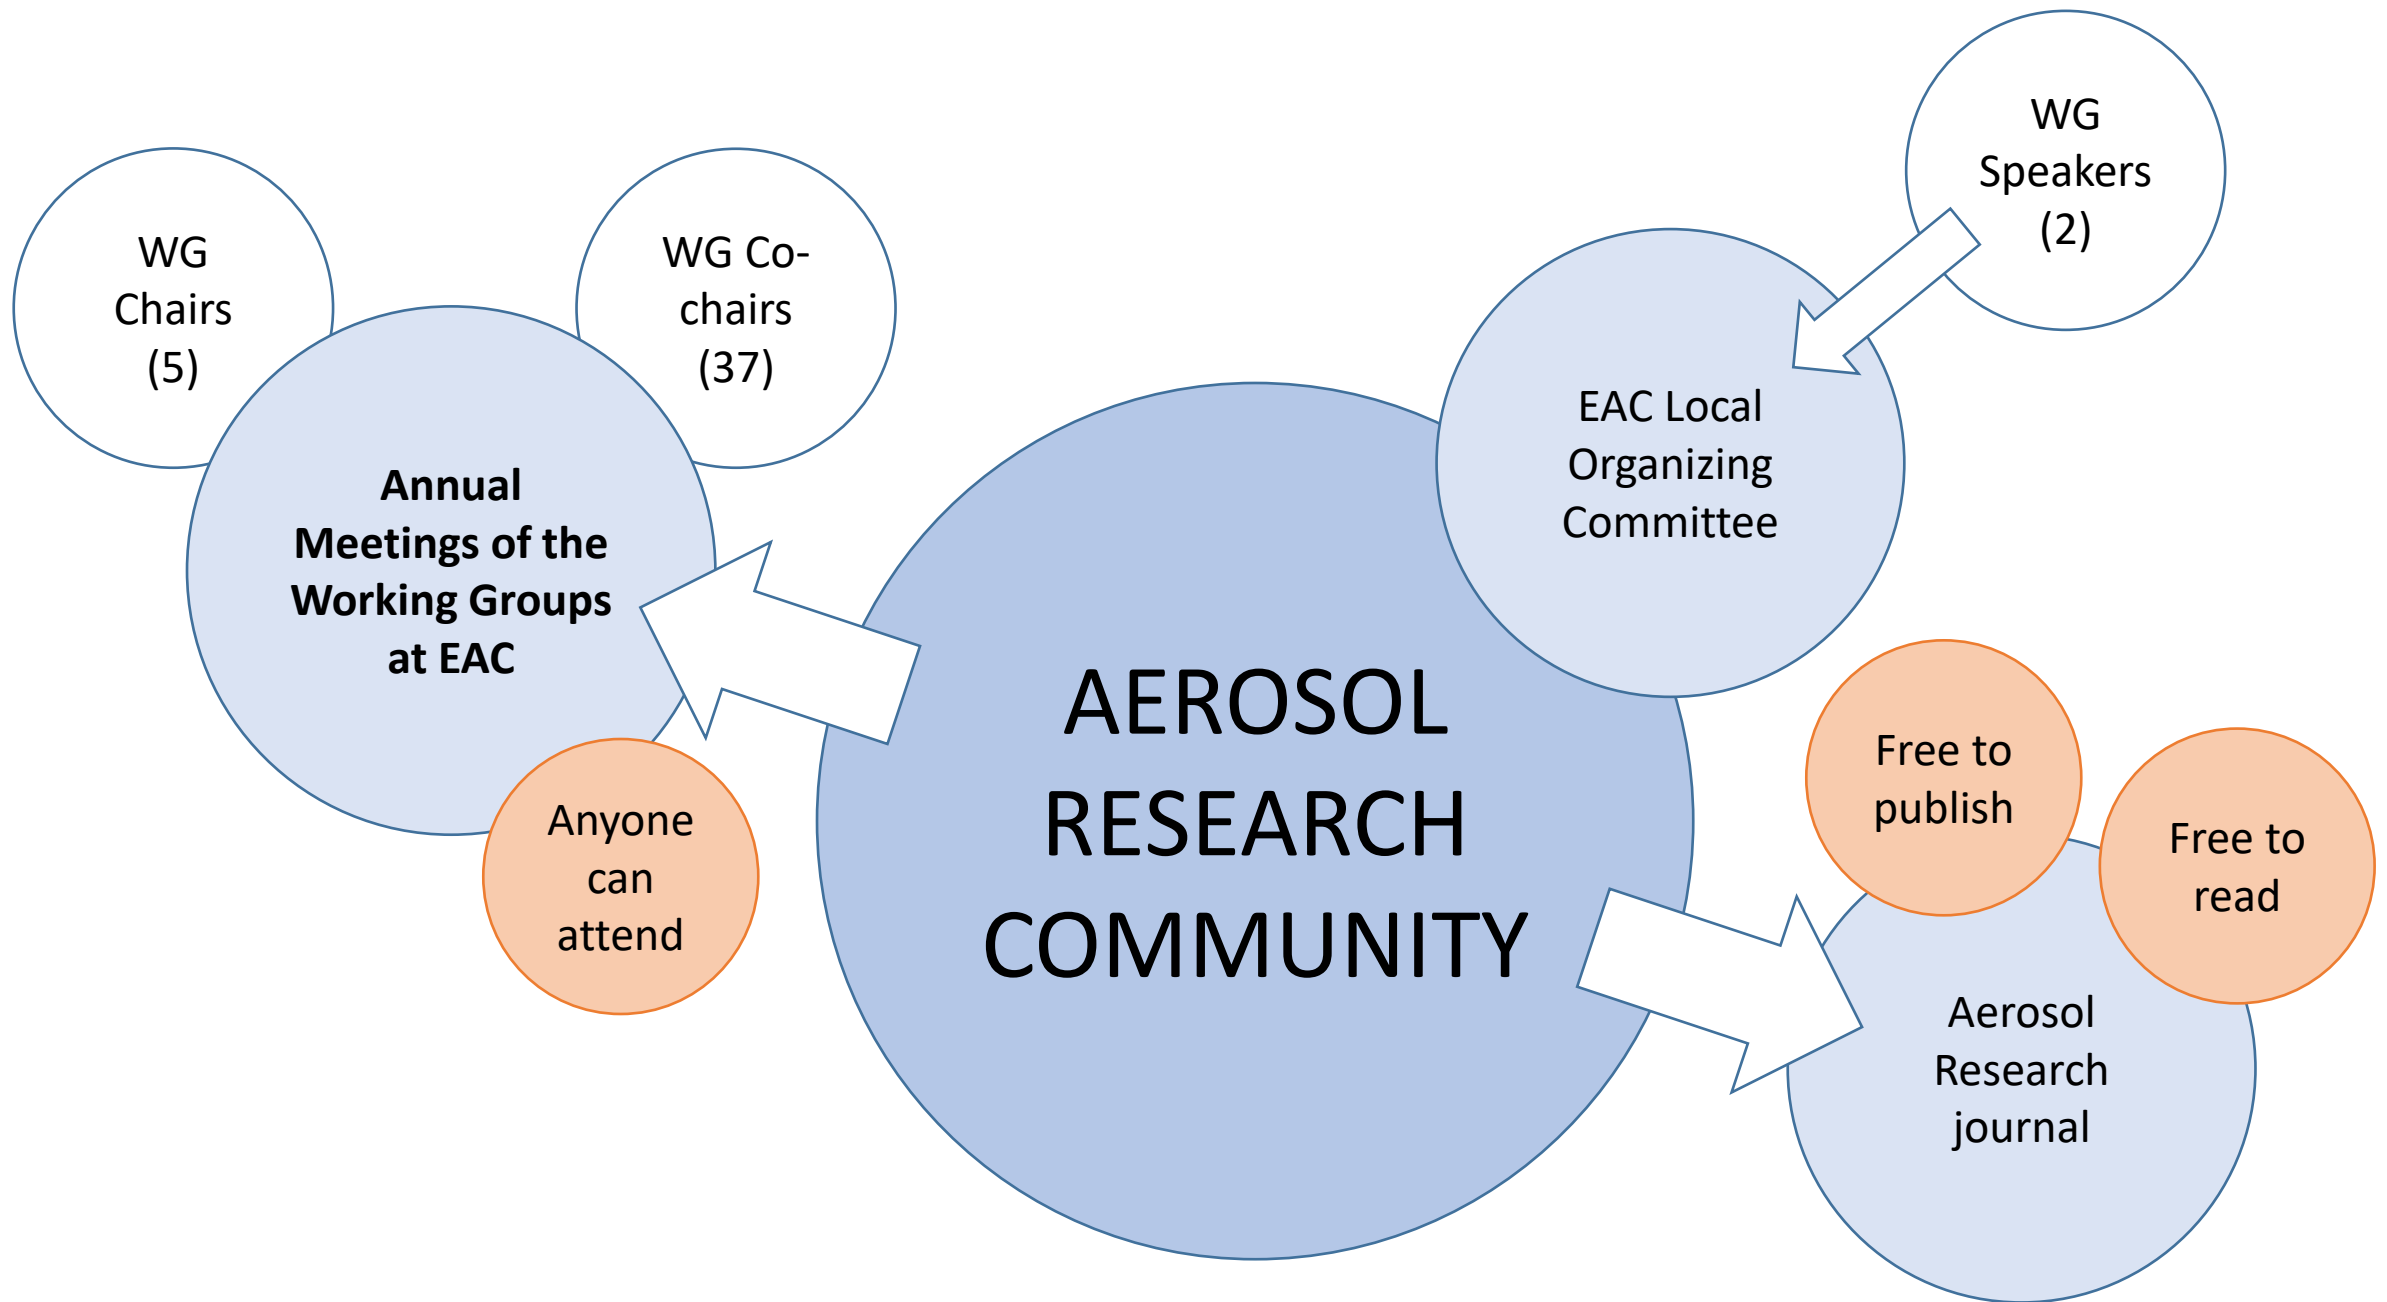 WG
Chairs
(5)
WG Co-
chairs
(37)
Annual
Meetings of the
Working Groups
at EAC
Anyone
can
attend
AEROSOL
RESEARCH
COMMUNITY
WG
Speakers
(2)
EAC Local
Organizing
Committee
Free to
publish
Free to
read
Aerosol
Research
journal